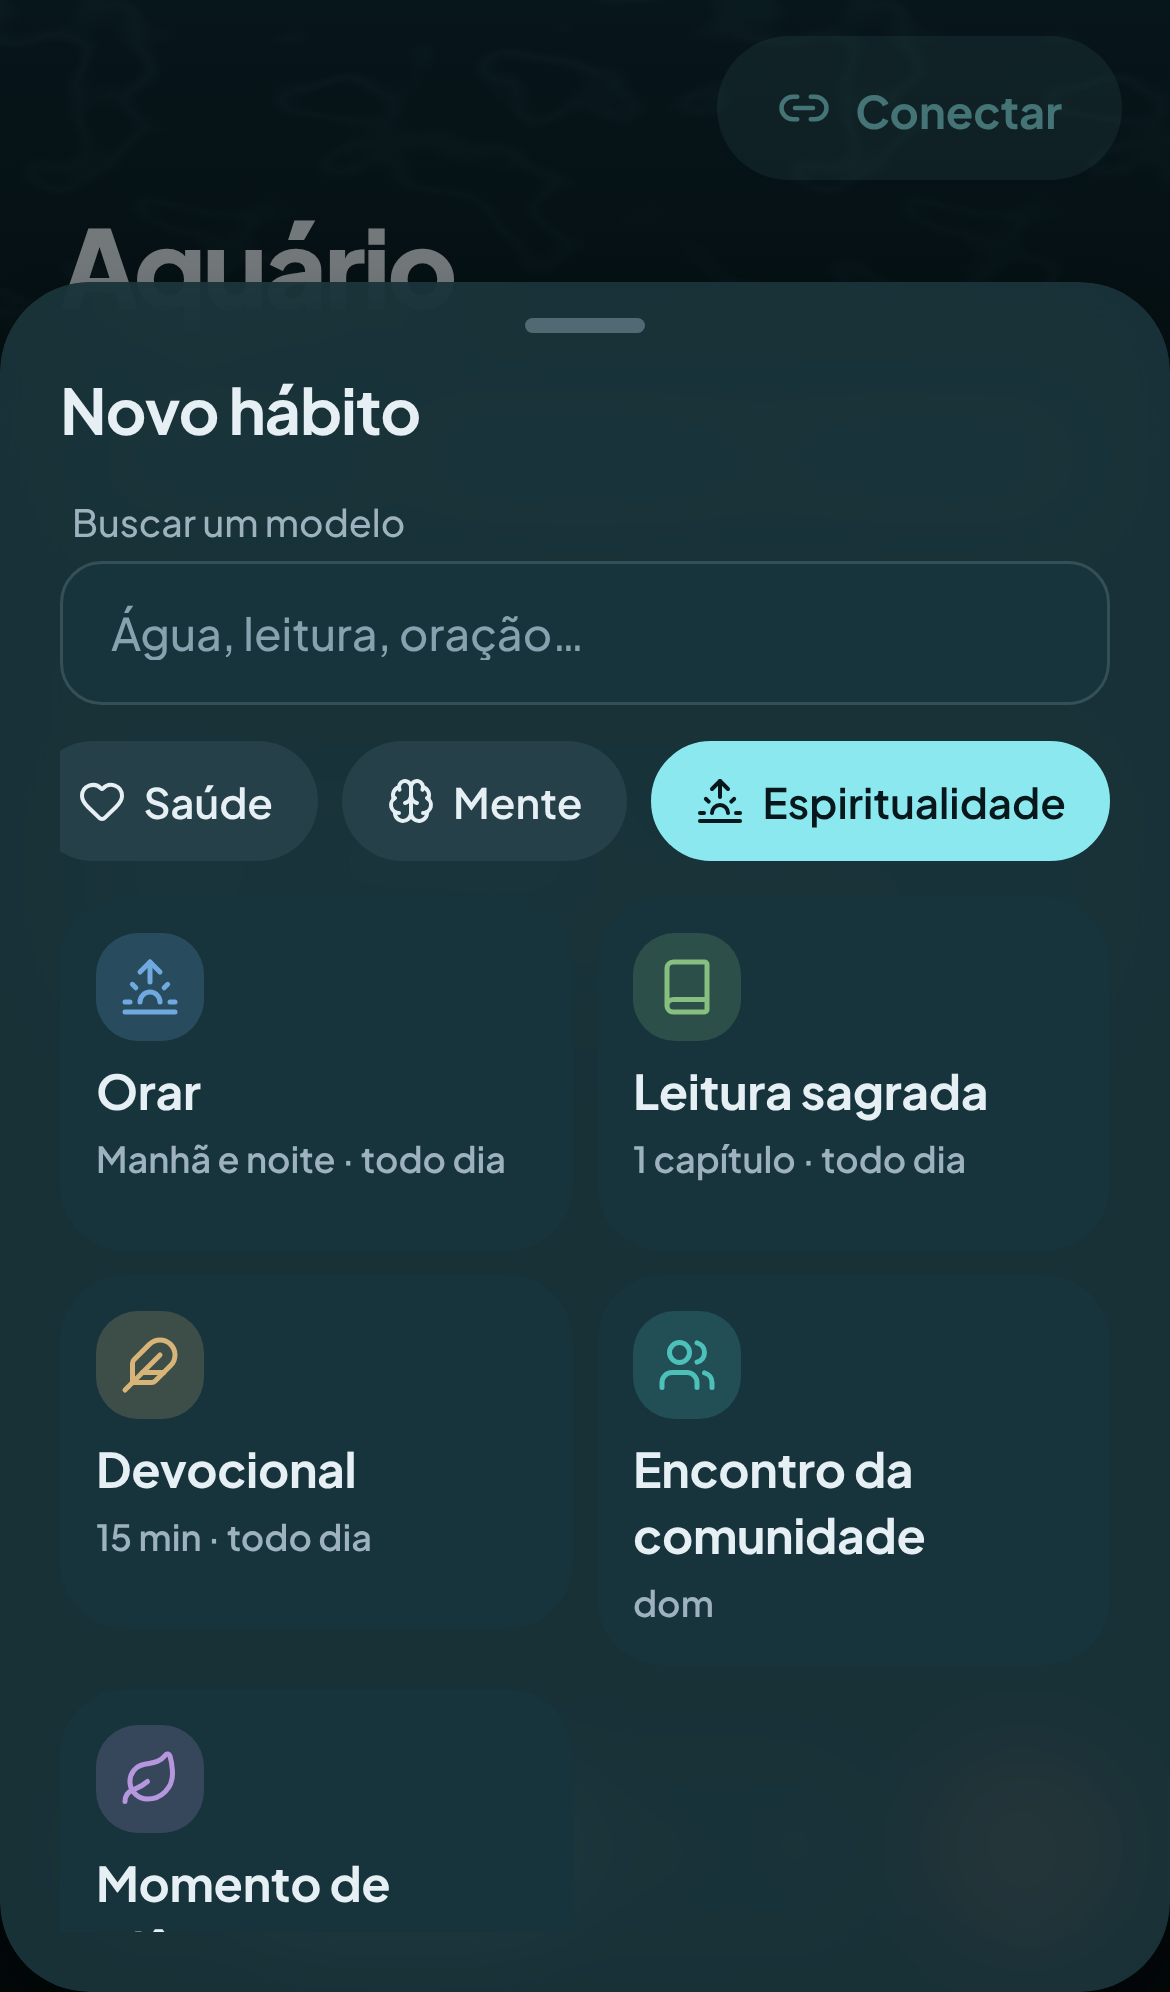 Conectar
Aquário
Novo hábito
Buscar um modelo
Água, leitura, oração...
Saúde
Mente
Espiritualidade
Orar
Manhã e noite · todo dia
Leitura sagrada
1 capítulo · todo dia
Devocional
15 min · todo dia
Encontro da
comunidade
dom
Momento de